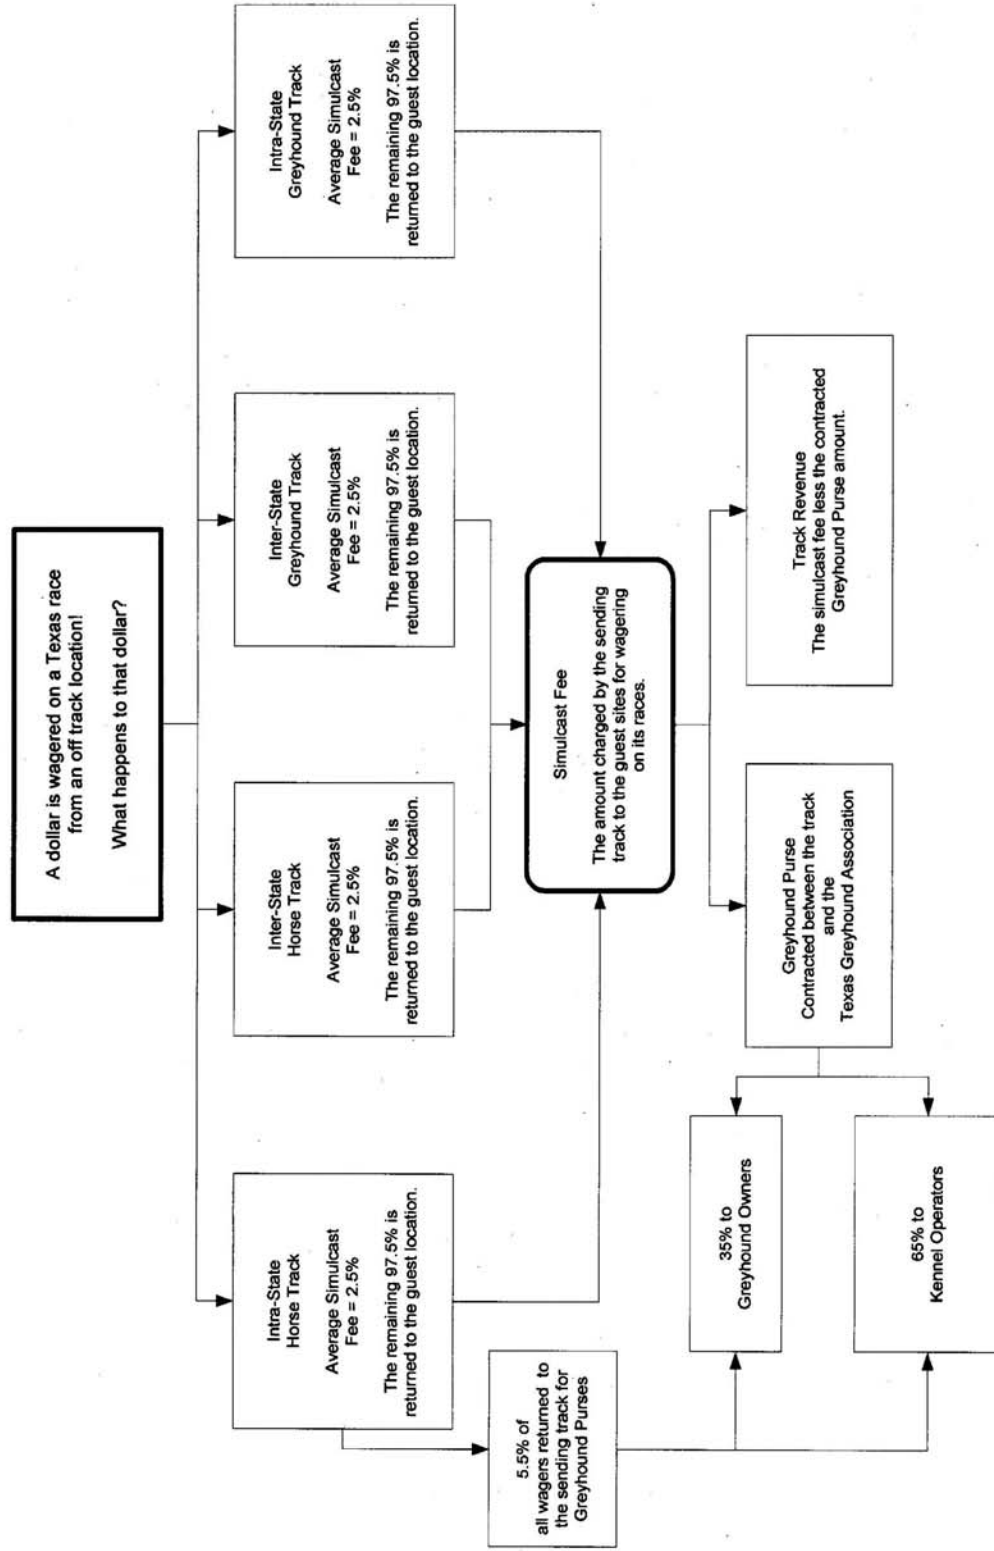 A dollar is wagered on a Texas race
from an off track location!
What happens to that dollar?
Intra-State
Horse Track
Average Simulcast
Fee = 2.5%
The remaining 97.5% is
returned to the guest location.
Inter-State
Horse Track
Average Simulcast
Fee = 2.5%
The remaining 97.5% is
returned to the guest location.
Inter-State
Greyhound Track
Average Simulcast
Fee = 2.5%
The remaining 97.5% is
returned to the guest location.
Intra-State
Greyhound Track
Average Simulcast
Fee = 2.5%
The remaining 97.5% is
returned to the guest location.
5.5% of
all wagers returned to
the sending track for
Greyhound Purses
Simulcast Fee
The amount charged by the sending
track to the guest sites for wagering
on its races.
35% to
Greyhound Owners
65% to
Kennel Operators
Greyhound Purse
Contracted between the track
and the
Texas Greyhound Association
Track Revenue
The simulcast fee less the contracted
Greyhound Purse amount.